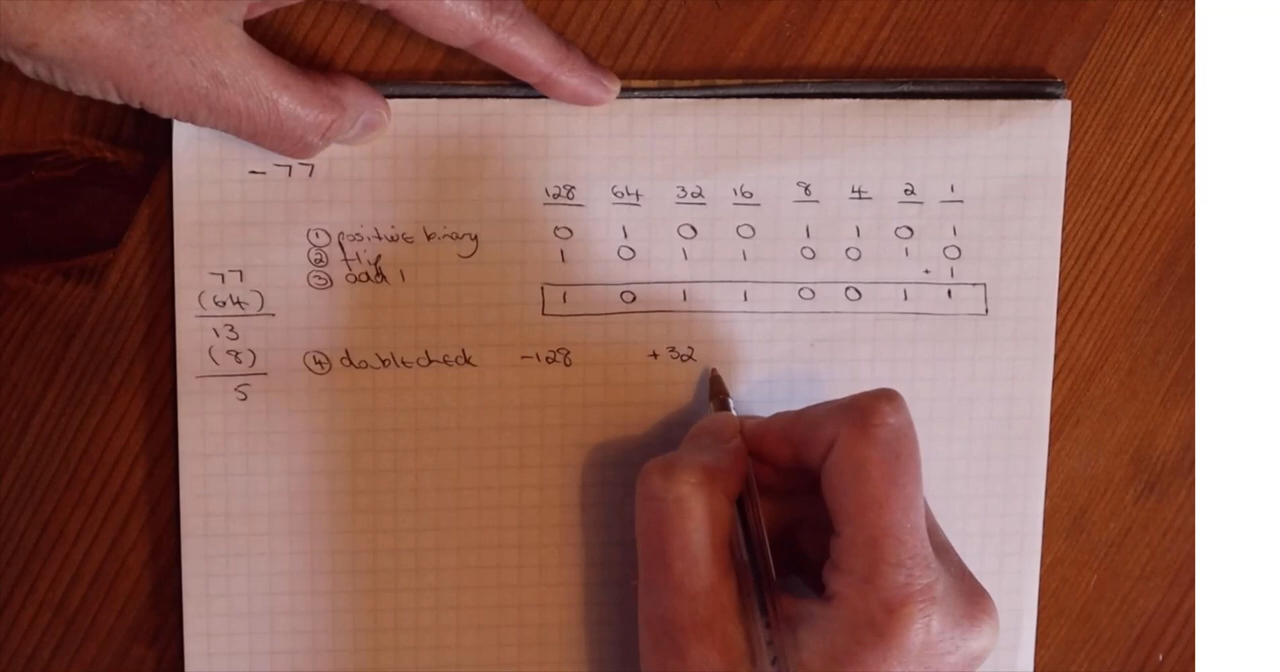 -77
128 64 32 16 8 4 2 1
① positive binary 0 1 0 0 1 1 0 1
② flip 1 0 1 1 0 0 1 0
③ add 1 + 1
1 0 1 1 0 0 1 1
77
(64)
13
(8)
5
④ doublecheck -128 +32